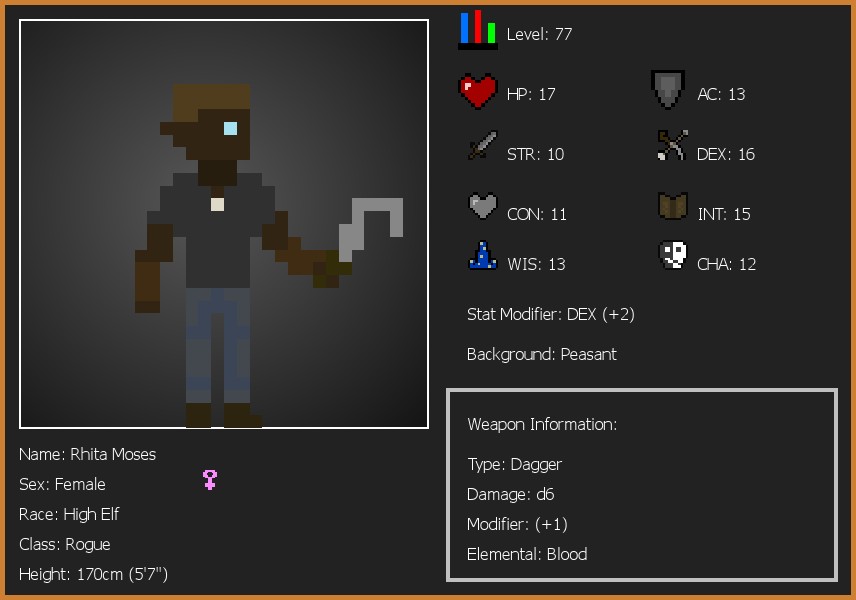 Level: 77
HP: 17
AC: 13
STR: 10
DEX: 16
CON: 11
INT: 15
WIS: 13
CHA: 12
Stat Modifier: DEX (+2)
Background: Peasant
Weapon Information:
Type: Dagger
Damage: d6
Modifier: (+1)
Elemental: Blood
Name: Rhita Moses
Sex: Female
Race: High Elf
Class: Rogue
Height: 170cm (5'7")